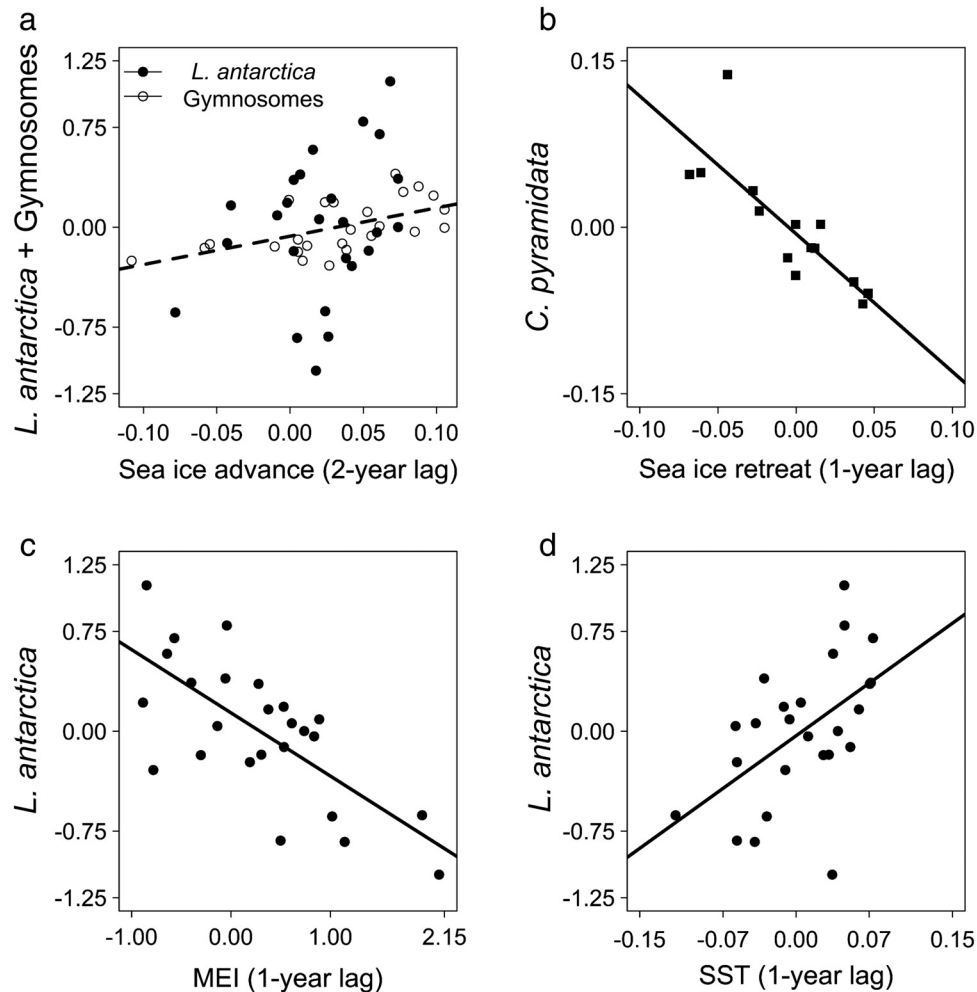 a
L. antarctica + Gymnosomes
1.25
0.75
0.00
-0.75
-1.25
L. antarctica
Gymnosomes
-0.10 -0.05 0.00 0.05 0.10
Sea ice advance (2-year lag)
b
C. pyramidata
0.15
0.00
-0.15
-0.10 -0.05 0.00 0.05 0.10
Sea ice retreat (1-year lag)
c
L. antarctica
1.25
0.75
0.00
-0.75
-1.25
-1.00 0.00 1.00 2.15
MEI (1-year lag)
d
L. antarctica
1.25
0.75
0.00
-0.75
-1.25
-0.15 -0.07 0.00 0.07 0.15
SST (1-year lag)